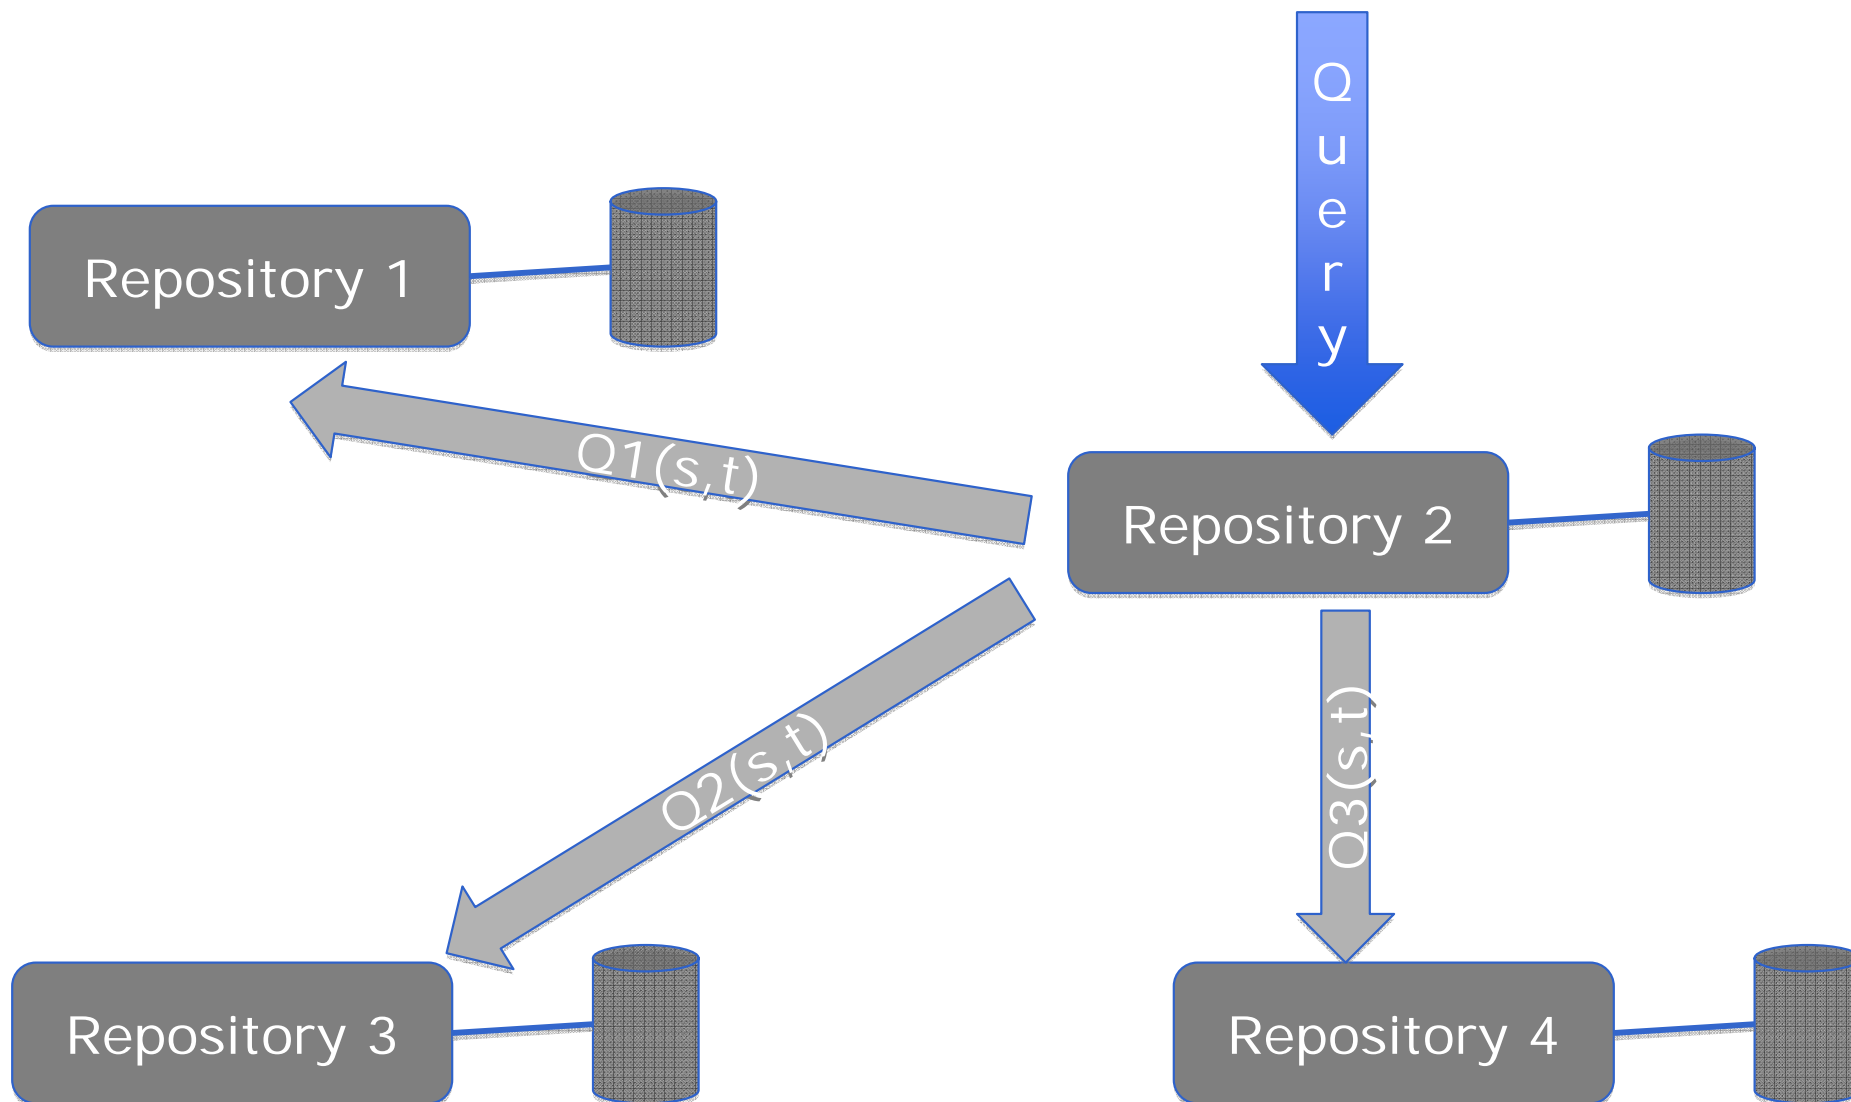 Query
Repository 1
Q1(s,t)
Repository 2
Q2(s,t)
Q3(s,t)
Repository 3
Repository 4